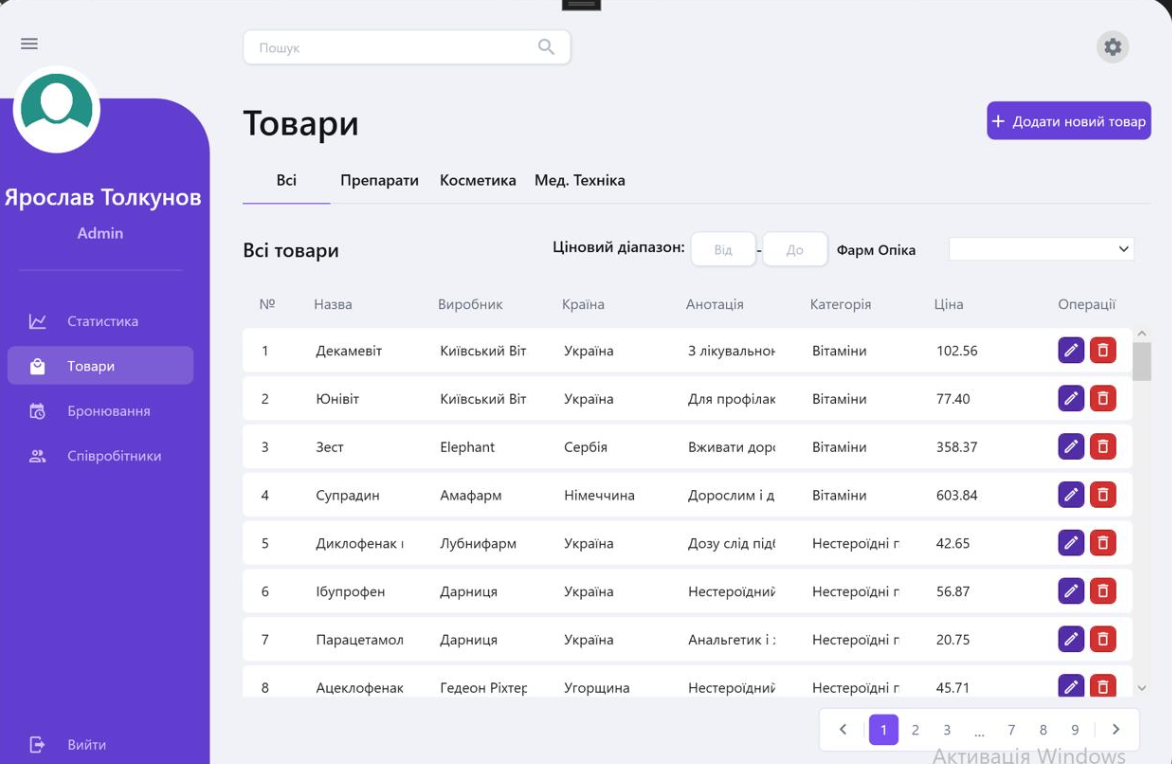 Пошук
Товари
+ Додати новий товар
Ярослав Толкунов
Admin
Всі Препарати Косметика Мед. Техніка
Всі товари Ціновий діапазон: Від - До Фарм Опіка
Статистика
Товари
Бронювання
Співробітники
Вийти
№ Назва Виробник Країна Анотація Категорія Ціна Операції
1 Декамевіт Київський Віт Україна З лікувальнон Вітаміни 102.56
2 Юнівіт Київський Віт Україна Для профілак Вітаміни 77.40
3 Зест Elephant Сербія Вживати доро Вітаміни 358.37
4 Супрадин Амафарм Німеччина Дорослим і д Вітаміни 603.84
5 Диклофенак Лубнифарм Україна Дозу слід підб Нестероїдні п 42.65
6 Ібупрофен Дарниця Україна Нестероїдний Нестероїдні п 56.87
7 Парацетамол Дарниця Україна Анальгетик і Нестероїдні п 20.75
8 Ацеклофенак Гедеон Ріхтер Угорщина Нестероїдний Нестероїдні п 45.71
1 2 3 ... 7 8 9
Активація Windows